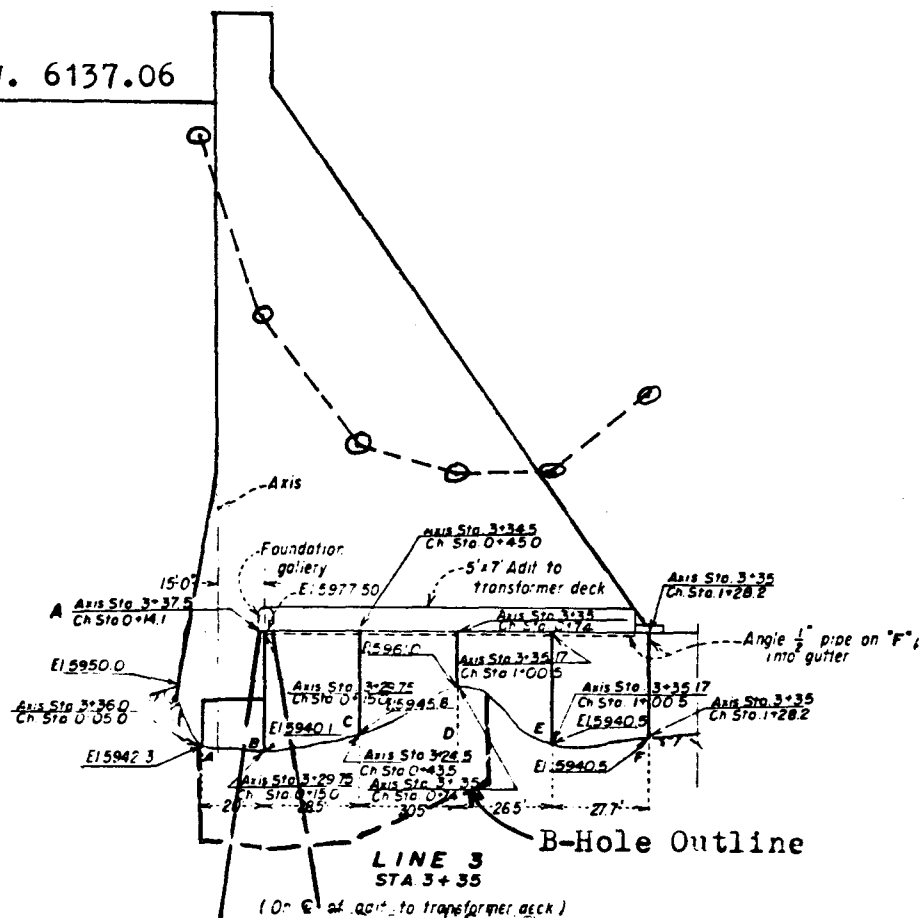 . 6137.06
Axis
15'-0"
Foundation
gallery
El. 5977.50
Axis Sta. 3+34.5
Ch Sta. 0+45.0
5'x7' Adit to
transformer deck
Axis Sta. 3+35
Ch. Sta. 1+28.2
A
Axis Sta. 3+37.5
Ch Sta 0+14.1
Axis Sta. 3+35
Angle 1/2" pipe on "F"
into gutter
El 5950.0
Axis Sta. 3+35.17
Ch Sta. 1+00.5
Axis Sta. 3+36.0
Ch Sta. 0+05.0
Axis Sta. 3+29.75
El 5945.8
Axis Sta. 3+35.17
Ch Sta. 1+00.5
El 5940.1
C
El 5940.5
Axis Sta. 3+35
Ch Sta. 1+28.2
El 5942.3
A
B
D
E
F
El. 5940.5
Axis Sta 3+29.75
Ch Sta. 0+15.0
Axis Sta 3+24.5
Ch Sta 0+43.5
Axis Sta. 3+35
28.5'
26.5'
27.7'
B-Hole Outline
LINE 3
STA. 3+35
(On ℄ of adit to transformer deck)